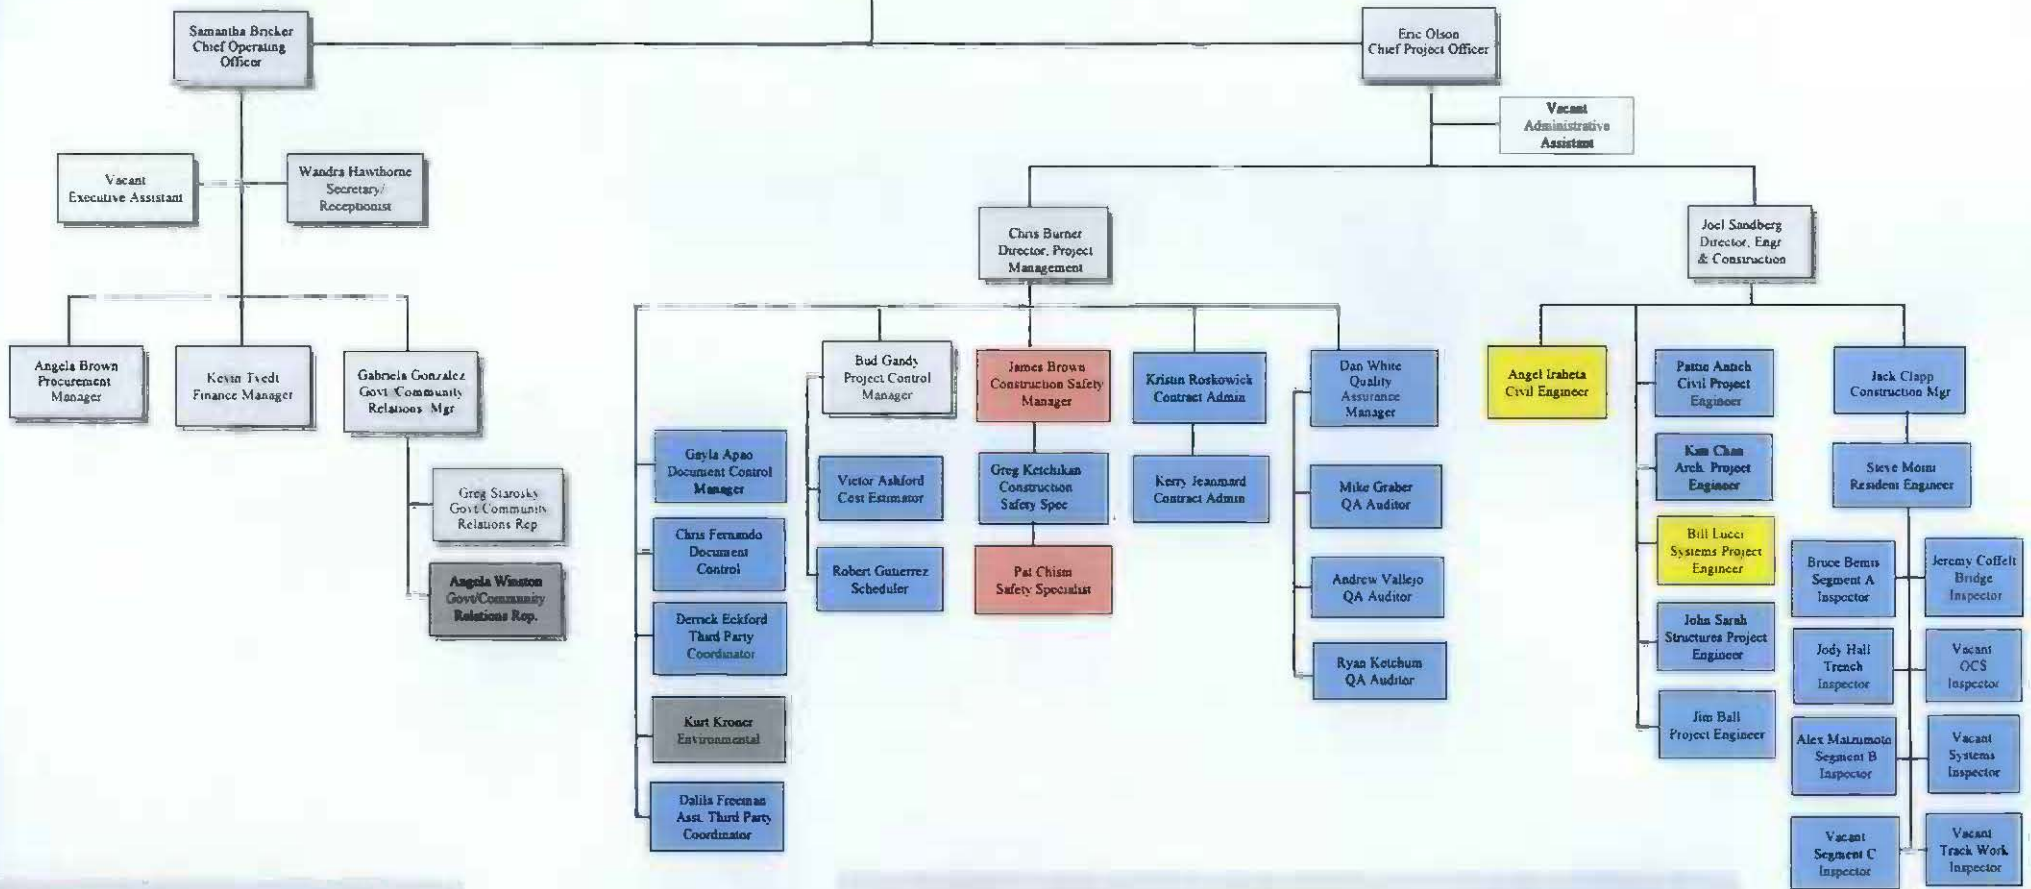 Samantha Bricker
Chief Operating
Officer
Eric Olson
Chief Project Officer
Vacant
Administrative
Assistant
Vacant
Executive Assistant
Wandra Hawthorne
Secretary/
Receptionist
Chris Burner
Director, Project
Management
Joel Sandberg
Director, Engr
& Construction
Angela Brown
Procurement
Manager
Kevin Tvedt
Finance Manager
Gabriela Gonzalez
Govt /Community
Relations Mgr
Greg Starosky
Govt Community
Relations Rep
Angela Winston
Govt/Community
Relations Rep.
Gayla Apao
Document Control
Manager
Chris Fernando
Document
Control
Derrick Eckford
Third Party
Coordinator
Kurt Kroner
Environmental
Dalila Freeman
Asst. Third Party
Coordinator
Bud Gandy
Project Control
Manager
Victor Ashford
Cost Estimator
Robert Gutierrez
Scheduler
James Brown
Construction Safety
Manager
Greg Ketchikan
Construction
Safety Spec
Pat Chism
Safety Specialist
Kristin Roskowick
Contract Admin
Kerry Jeanmard
Contract Admin
Dan White
Quality
Assurance
Manager
Mike Graber
QA Auditor
Andrew Vallejo
QA Auditor
Ryan Ketchum
QA Auditor
Angel Iraheta
Civil Engineer
Civil Project
Engineer
Chan
Arch. Project
Engineer
Bill Lucci
Systems Project
Engineer
John Sarah
Structures Project
Engineer
Jim Ball
Project Engineer
Jack Clapp
Construction Mgr
Steve
Resident Engineer
Bruce Bemis
Segment A
Inspector
Jeremy Coffelt
Bridge
Inspector
Jody Hall
Trench
Inspector
Vacant
OCS
Inspector
Alex Matsumoto
Segment B
Inspector
Vacant
Systems
Inspector
Vacant
Segment C
Inspector
Vacant
Track Work
Inspector